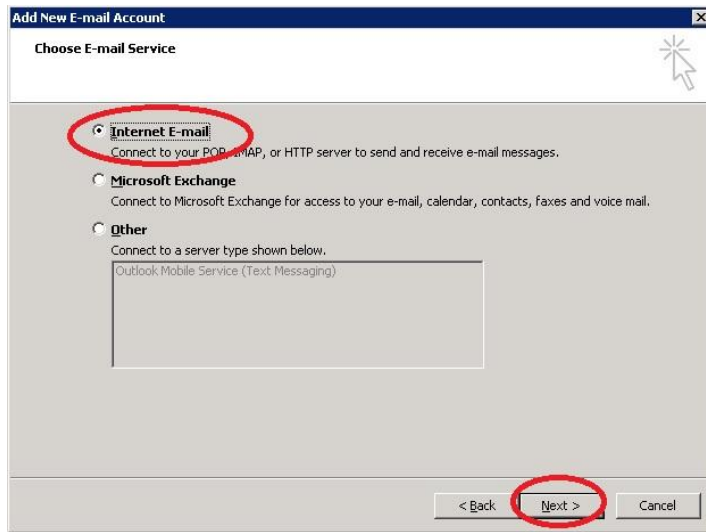 Add New E-mail Account
Choose E-mail Service
Internet E-mail
Connect to your POP, IMAP, or HTTP server to send and receive e-mail messages.
Microsoft Exchange
Connect to Microsoft Exchange for access to your e-mail, calendar, contacts, faxes and voice mail.
Other
Connect to a server type shown below.
Outlook Mobile Service (Text Messaging)
< Back Next > Cancel